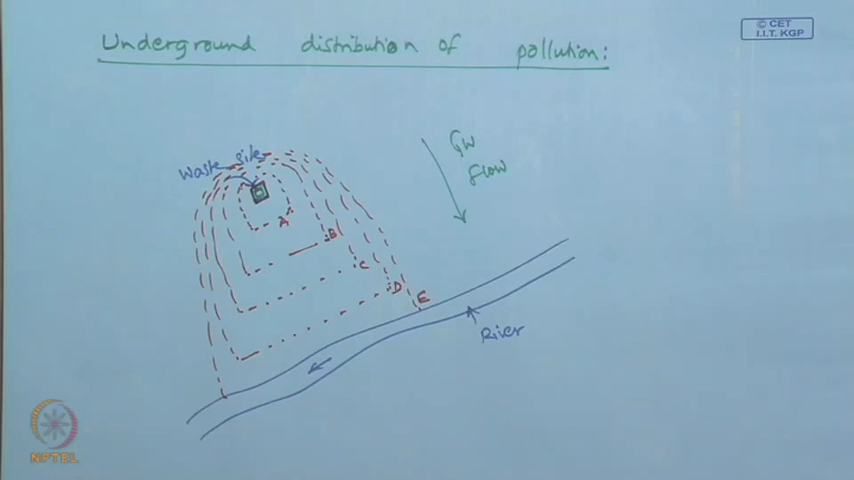 Underground distribution of pollution:
© CET
I.I.T. KGP
Waste site
GW
flow
A
B
C
D
E
River
NPTEL